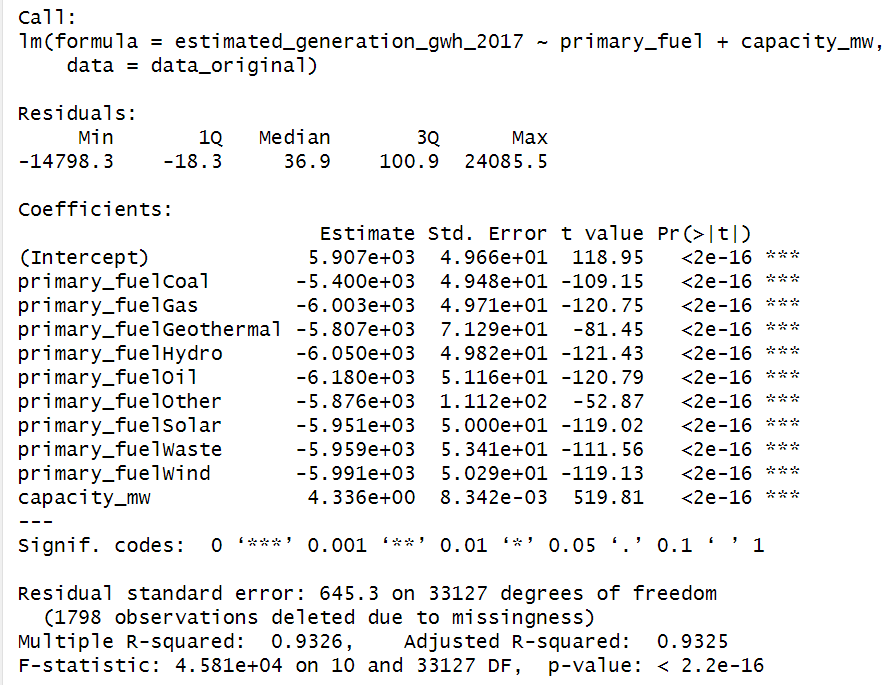 Call:
lm(formula = estimated_generation_gwh_2017 ~ primary_fuel + capacity_mw,
    data = data_original)

Residuals:
     Min       1Q   Median       3Q      Max
-14798.3    -18.3     36.9    100.9  24085.5

Coefficients:
                         Estimate Std. Error t value Pr(>|t|)
(Intercept)             5.907e+03  4.966e+01  118.95   <2e-16 ***
primary_fuelCoal       -5.400e+03  4.948e+01 -109.15   <2e-16 ***
primary_fuelGas        -6.003e+03  4.971e+01 -120.75   <2e-16 ***
primary_fuelGeothermal -5.807e+03  7.129e+01  -81.45   <2e-16 ***
primary_fuelHydro      -6.050e+03  4.982e+01 -121.43   <2e-16 ***
primary_fuelOil        -6.180e+03  5.116e+01 -120.79   <2e-16 ***
primary_fuelOther      -5.876e+03  1.112e+02  -52.87   <2e-16 ***
primary_fuelSolar      -5.951e+03  5.000e+01 -119.02   <2e-16 ***
primary_fuelWaste      -5.959e+03  5.341e+01 -111.56   <2e-16 ***
primary_fuelWind       -5.991e+03  5.029e+01 -119.13   <2e-16 ***
capacity_mw             4.336e+00  8.342e-03  519.81   <2e-16 ***
---
Signif. codes:  0 ‘***’ 0.001 ‘**’ 0.01 ‘*’ 0.05 ‘.’ 0.1 ‘ ’ 1

Residual standard error: 645.3 on 33127 degrees of freedom
  (1798 observations deleted due to missingness)
Multiple R-squared:  0.9326,    Adjusted R-squared:  0.9325
F-statistic: 4.581e+04 on 10 and 33127 DF,  p-value: < 2.2e-16